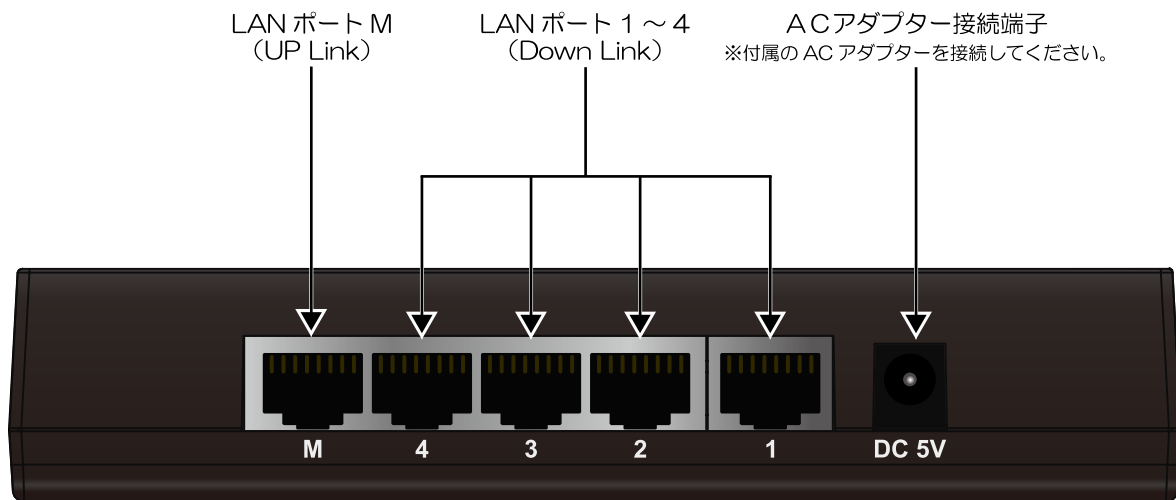 LAN ポート M
（UP Link）
LAN ポート 1 ～ 4
（Down Link）
ACアダプター接続端子
※付属の AC アダプターを接続してください。
M
4
3
2
1
DC 5V